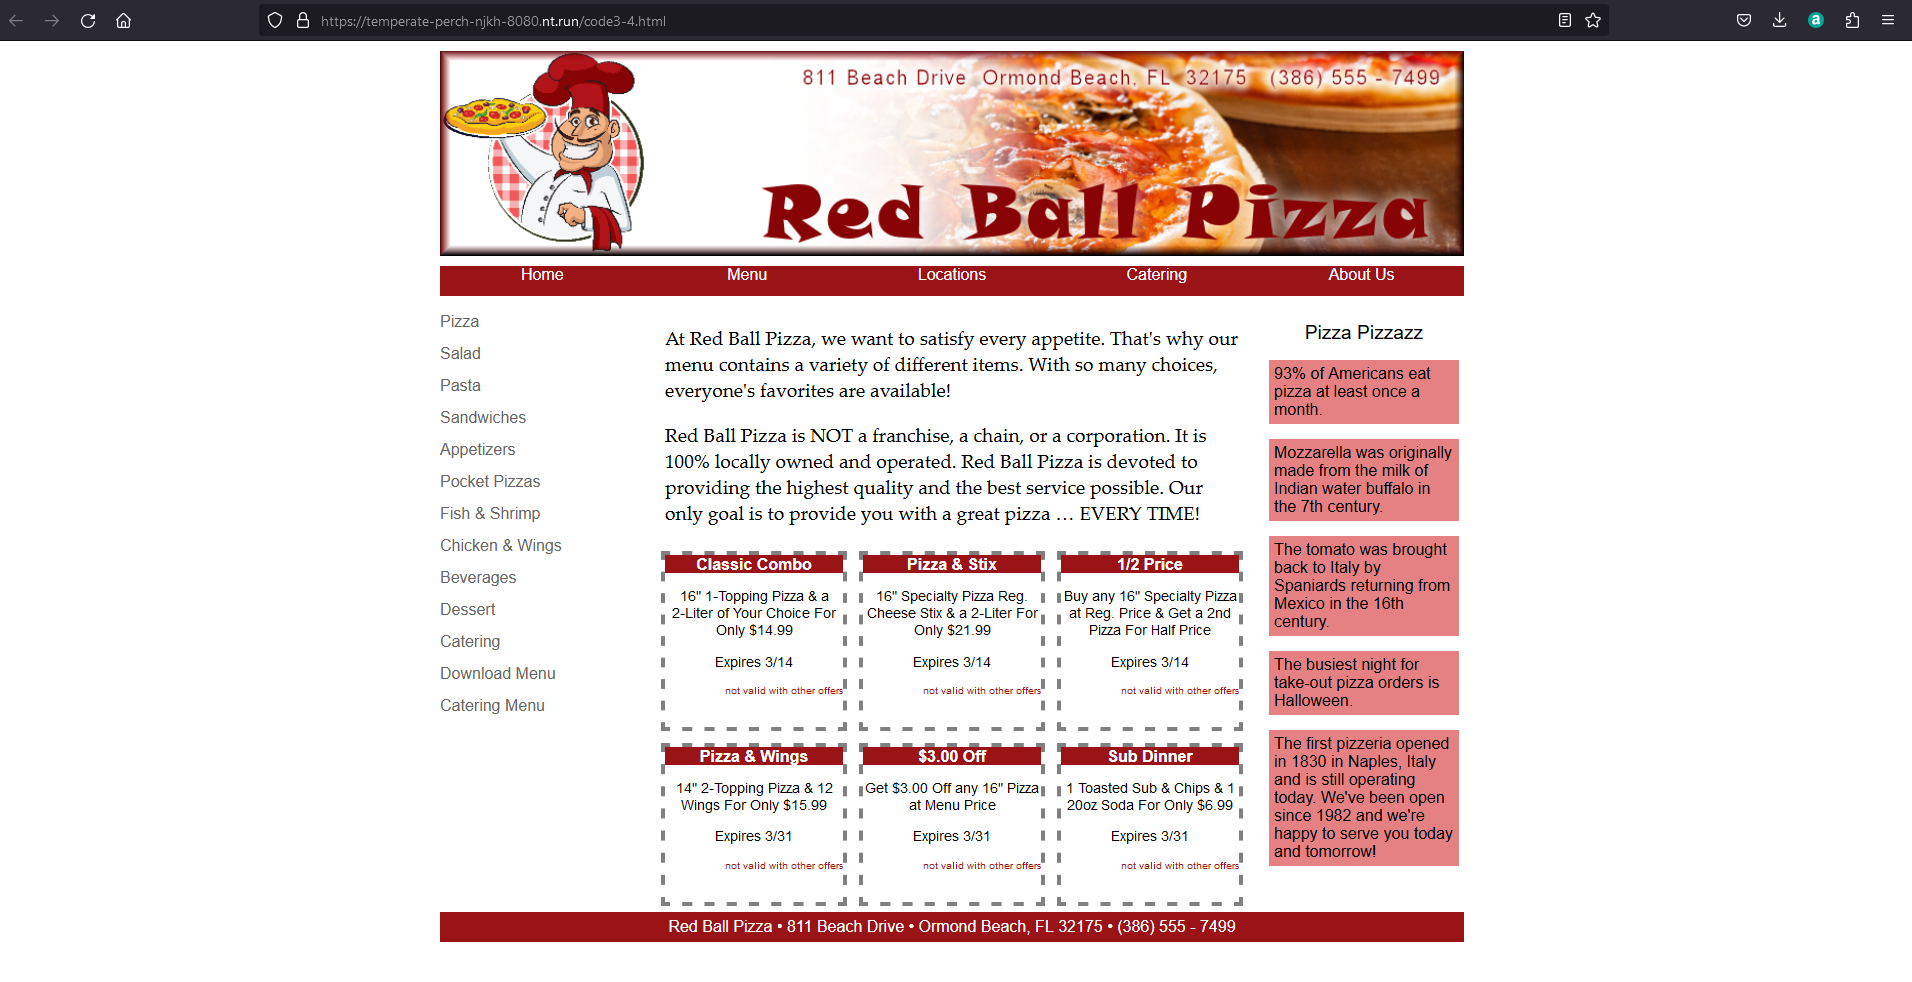 https://temperate-perch-njkh-8080.nt.run/code3-4.html
811 Beach Drive Ormond Beach, FL 32175 (386) 555 - 7499
Red Ball Pizza
Home Menu Locations Catering About Us
Pizza
Salad
Pasta
Sandwiches
Appetizers
Pocket Pizzas
Fish & Shrimp
Chicken & Wings
Beverages
Dessert
Catering
Download Menu
Catering Menu
At Red Ball Pizza, we want to satisfy every appetite. That's why our
menu contains a variety of different items. With so many choices,
everyone's favorites are available!
Red Ball Pizza is NOT a franchise, a chain, or a corporation. It is
100% locally owned and operated. Red Ball Pizza is devoted to
providing the highest quality and the best service possible. Our
only goal is to provide you with a great pizza … EVERY TIME!
Classic Combo
16" 1-Topping Pizza & a
2-Liter of Your Choice For
Only $14.99
Expires 3/14
not valid with other offers
Pizza & Stix
16" Specialty Pizza Reg.
Cheese Stix & a 2-Liter For
Only $21.99
Expires 3/14
not valid with other offers
1/2 Price
Buy any 16" Specialty Pizza
at Reg. Price & Get a 2nd
Pizza For Half Price
Expires 3/14
not valid with other offers
Pizza & Wings
14" 2-Topping Pizza & 12
Wings For Only $15.99
Expires 3/31
not valid with other offers
$3.00 Off
Get $3.00 Off any 16" Pizza
at Menu Price
Expires 3/31
not valid with other offers
Sub Dinner
1 Toasted Sub & Chips & 1
20oz Soda For Only $6.99
Expires 3/31
not valid with other offers
Pizza Pizzazz
93% of Americans eat
pizza at least once a
month.
Mozzarella was originally
made from the milk of
Indian water buffalo in
the 7th century.
The tomato was brought
back to Italy by
Spaniards returning from
Mexico in the 16th
century.
The busiest night for
take-out pizza orders is
Halloween.
The first pizzeria opened
in 1830 in Naples, Italy
and is still operating
today. We've been open
since 1982 and we're
happy to serve you today
and tomorrow!
Red Ball Pizza • 811 Beach Drive • Ormond Beach, FL 32175 • (386) 555 - 7499